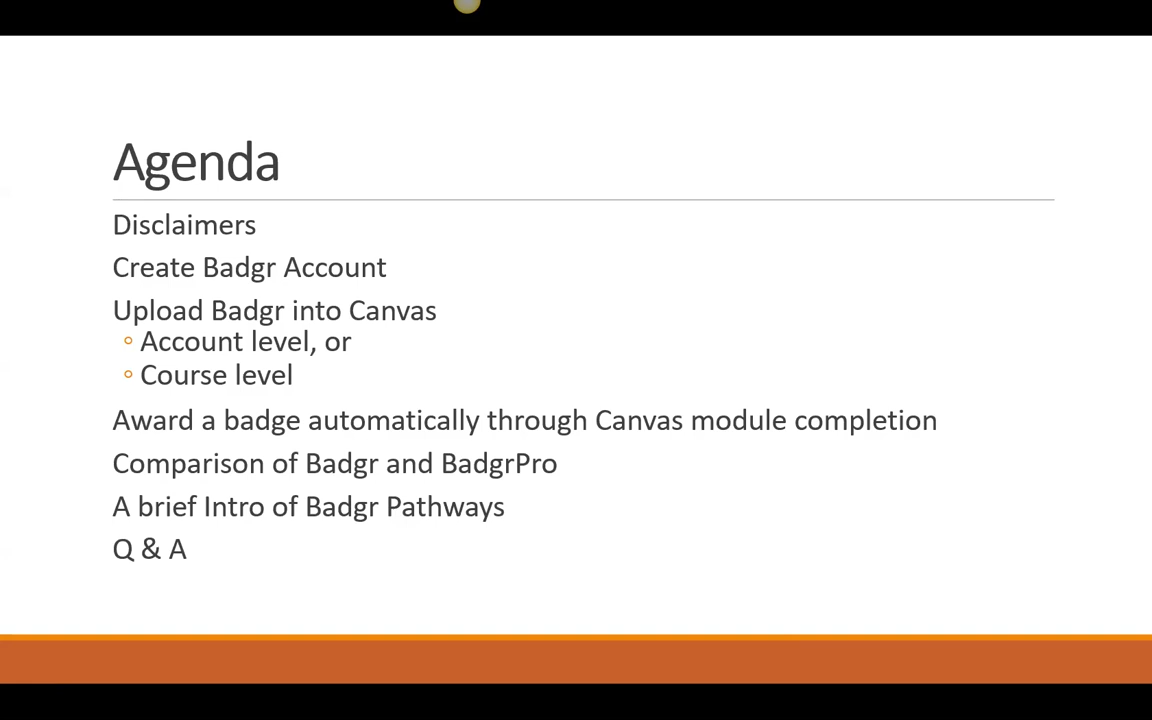 Agenda
Disclaimers
Create Badgr Account
Upload Badgr into Canvas
Account level, or
Course level
Award a badge automatically through Canvas module completion
Comparison of Badgr and BadgrPro
A brief Intro of Badgr Pathways
Q & A